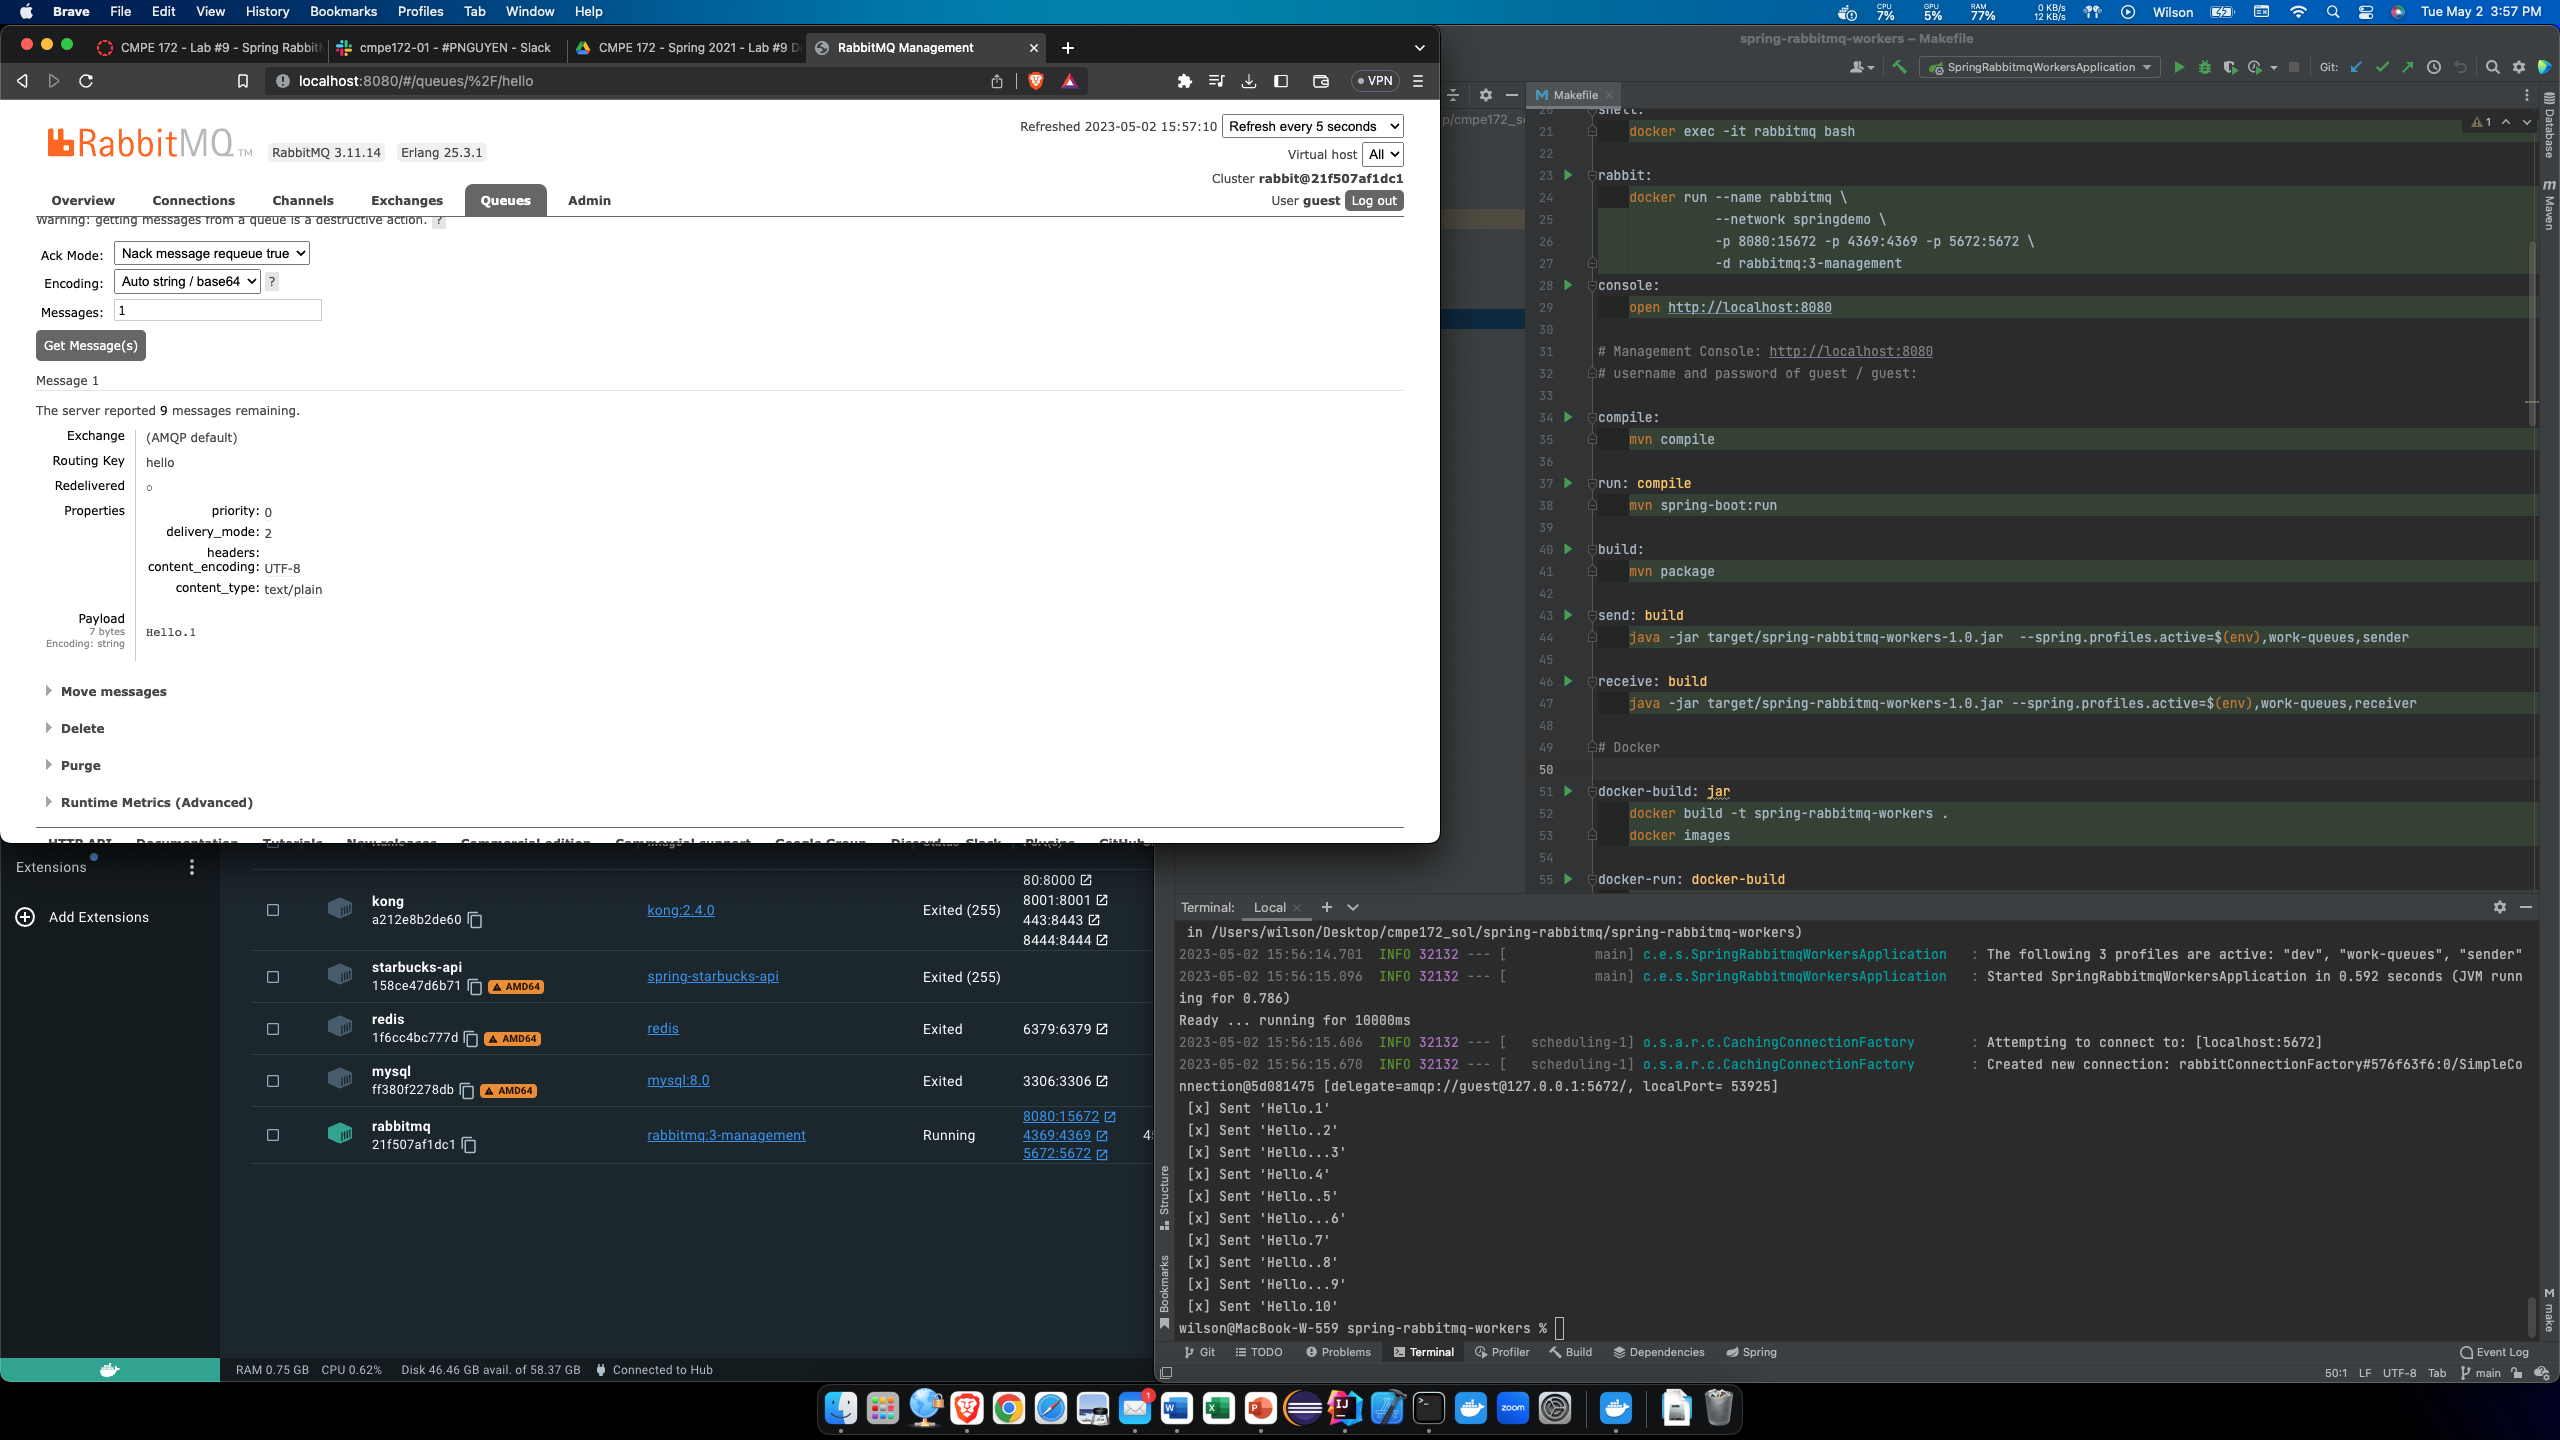 Brave File Edit View History Bookmarks Profiles Tab Window Help
CPU 7% GPU 5% RAM 77% 0 KB/s 12 KB/s Wilson Tue May 2 3:57 PM
CMPE 172 - Lab #9 - Spring Rabbit
cmpe172-01 - #PNGUYEN - Slack
CMPE 172 - Spring 2021 - Lab #9 D
RabbitMQ Management
localhost:8080/#/queues/%2F/hello
VPN
RabbitMQ TM
RabbitMQ 3.11.14 Erlang 25.3.1
Refreshed 2023-05-02 15:57:10 Refresh every 5 seconds
Virtual host All
Cluster rabbit@21f507af1dc1
User guest Log out
Overview Connections Channels Exchanges Queues Admin
Warning: getting messages from a queue is a destructive action. ?
Ack Mode: Nack message requeue true
Encoding: Auto string / base64 ?
Messages: 1
Get Message(s)
Message 1
The server reported 9 messages remaining.
Exchange (AMQP default)
Routing Key hello
Redelivered ○
Properties priority: 0
delivery_mode: 2
headers:
content_encoding: UTF-8
content_type: text/plain
Payload
7 bytes
Encoding: string
Hello.1
Move messages
Delete
Purge
Runtime Metrics (Advanced)
HTTP API Documentation Tutorials New Releases Commercial edition Commercial support Google Group Discord Slack GitHub
Extensions
Add Extensions
kong
a212e8b2de60
kong:2.4.0
Exited (255)
80:8000
8001:8001
443:8443
8444:8444
starbucks-api
158ce47d6b71 AMD64
spring-starbucks-api
Exited (255)
redis
1f6cc4bc777d AMD64
redis
Exited
6379:6379
mysql
ff380f2278db AMD64
mysql:8.0
Exited
3306:3306
rabbitmq
21f507af1dc1
rabbitmq:3-management
Running
8080:15672
4369:4369
5672:5672
RAM 0.75 GB CPU 0.62% Disk 46.46 GB avail. of 58.37 GB Connected to Hub
spring-rabbitmq-workers – Makefile
SpringRabbitmqWorkersApplication Git:
p/cmpe172_so
Makefile
1
20 shell:
21 docker exec -it rabbitmq bash
22
23 rabbit:
24 docker run --name rabbitmq \
25 --network springdemo \
26 -p 8080:15672 -p 4369:4369 -p 5672:5672 \
27 -d rabbitmq:3-management
28 console:
29 open http://localhost:8080
30
31 # Management Console: http://localhost:8080
32 # username and password of guest / guest:
33
34 compile:
35 mvn compile
36
37 run: compile
38 mvn spring-boot:run
39
40 build:
41 mvn package
42
43 send: build
44 java -jar target/spring-rabbitmq-workers-1.0.jar  --spring.profiles.active=$(env),work-queues,sender
45
46 receive: build
47 java -jar target/spring-rabbitmq-workers-1.0.jar --spring.profiles.active=$(env),work-queues,receiver
48
49 # Docker
50
51 docker-build: jar
52 docker build -t spring-rabbitmq-workers .
53 docker images
54
55 docker-run: docker-build
Database
Maven
make
Structure
Bookmarks
Terminal: Local
in /Users/wilson/Desktop/cmpe172_sol/spring-rabbitmq/spring-rabbitmq-workers)
2023-05-02 15:56:14.701  INFO 32132 --- [           main] c.e.s.SpringRabbitmqWorkersApplication   : The following 3 profiles are active: "dev", "work-queues", "sender"
2023-05-02 15:56:15.096  INFO 32132 --- [           main] c.e.s.SpringRabbitmqWorkersApplication   : Started SpringRabbitmqWorkersApplication in 0.592 seconds (JVM runn
ing for 0.786)
Ready ... running for 10000ms
2023-05-02 15:56:15.606  INFO 32132 --- [   scheduling-1] o.s.a.r.c.CachingConnectionFactory       : Attempting to connect to: [localhost:5672]
2023-05-02 15:56:15.670  INFO 32132 --- [   scheduling-1] o.s.a.r.c.CachingConnectionFactory       : Created new connection: rabbitConnectionFactory#576f63f6:0/SimpleCo
nnection@5d081475 [delegate=amqp://guest@127.0.0.1:5672/, localPort= 53925]
[x] Sent 'Hello.1'
[x] Sent 'Hello..2'
[x] Sent 'Hello...3'
[x] Sent 'Hello.4'
[x] Sent 'Hello..5'
[x] Sent 'Hello...6'
[x] Sent 'Hello.7'
[x] Sent 'Hello..8'
[x] Sent 'Hello...9'
[x] Sent 'Hello.10'
wilson@MacBook-W-559 spring-rabbitmq-workers %
Git TODO Problems Terminal Profiler Build Dependencies Spring Event Log
50:1 LF UTF-8 Tab main
1
zoom